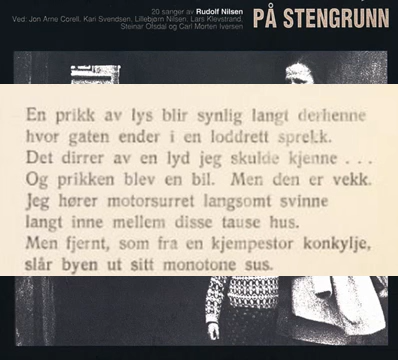 20 sanger av Rudolf Nilsen
Ved: Jon Arne Corell, Kari Svendsen, Lillebjørn Nilsen, Lars Klevstrand,
Steinar Ofsdal og Carl Morten Iversen
PÅ STENGRUNN
En prikk av lys blir synlig langt derhenne
hvor gaten ender i en loddrett sprekk.
Det dirrer av en lyd jeg skulde kjenne . . .
Og prikken blev en bil. Men den er vekk.
Jeg hører motorsurret langsomt svinne
langt inne mellem disse tause hus.
Men fjernt, som fra en kjempestor konkylje,
slår byen ut sitt monotone sus.